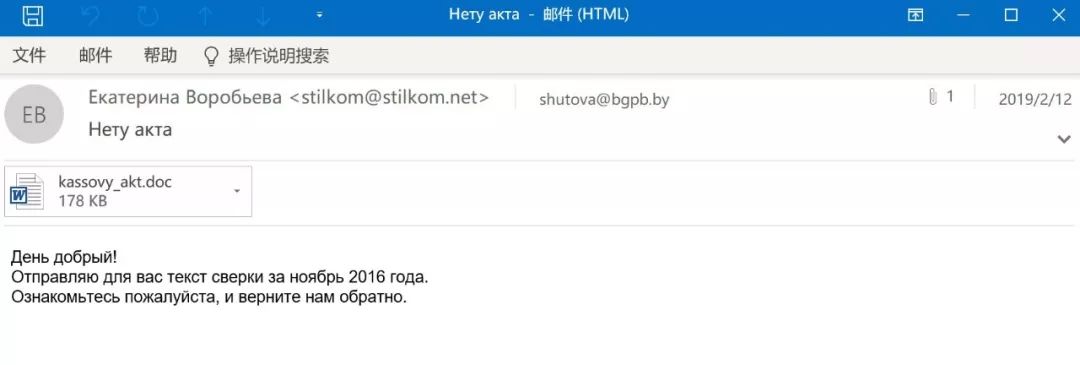 Нету акта - 邮件 (HTML)
文件 邮件 帮助 操作说明搜索
EB
Екатерина Воробьева <stilkom@stilkom.net> shutova@bgpb.by 1 2019/2/12
Нету акта
kassovy_akt.doc
178 KB
День добрый!
Отправляю для вас текст сверки за ноябрь 2016 года.
Ознакомьтесь пожалуйста, и верните нам обратно.